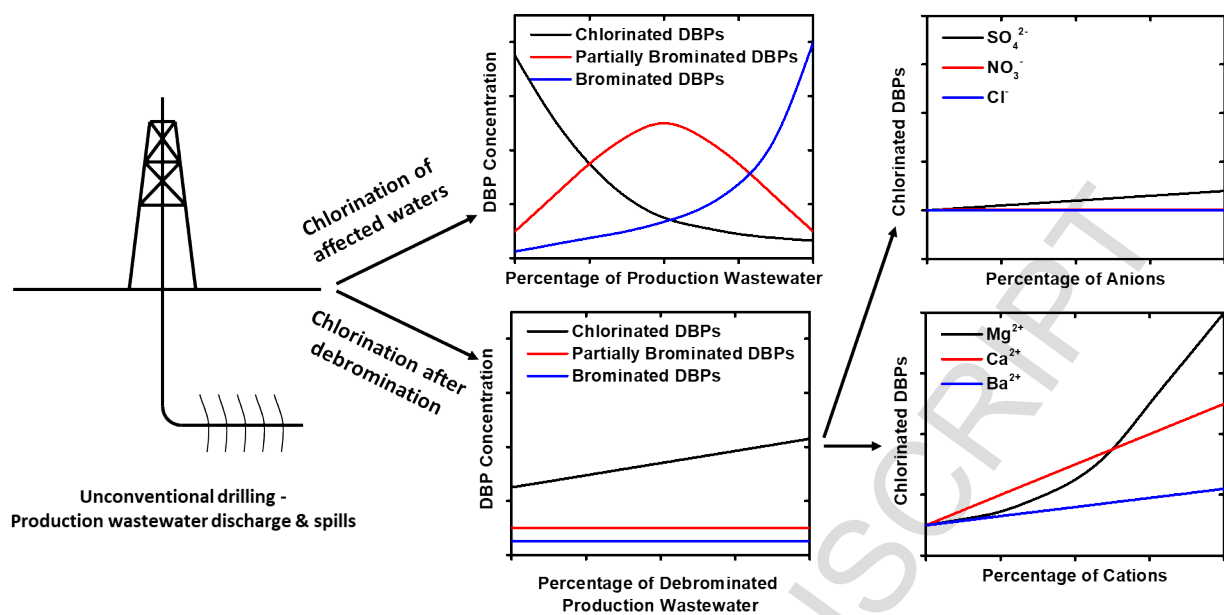 Chlorination of
affected waters
Chlorination after
debromination
Unconventional drilling -
Production wastewater discharge & spills
DBP Concentration
Chlorinated DBPs
Partially Brominated DBPs
Brominated DBPs
Percentage of Production Wastewater
DBP Concentration
Chlorinated DBPs
Partially Brominated DBPs
Brominated DBPs
Percentage of Debrominated
Production Wastewater
Chlorinated DBPs
SO₄²⁻
NO₃⁻
Cl⁻
Percentage of Anions
Chlorinated DBPs
Mg²⁺
Ca²⁺
Ba²⁺
Percentage of Cations
USCRIPT